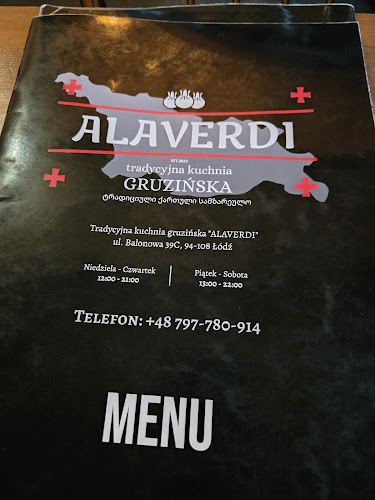 ALAVERDI
EST.2021
tradycyjna kuchnia
GRUZIŃSKA
ტრადიციული ქართული სამზარეულო
Tradycyjna kuchnia gruzińska "ALAVERDI"
ul. Balonowa 39C, 94-108 Łódź
Niedziela - Czwartek
12:00 - 21:00
Piątek - Sobota
13:00 - 22:00
TELEFON: +48 797-780-914
MENU